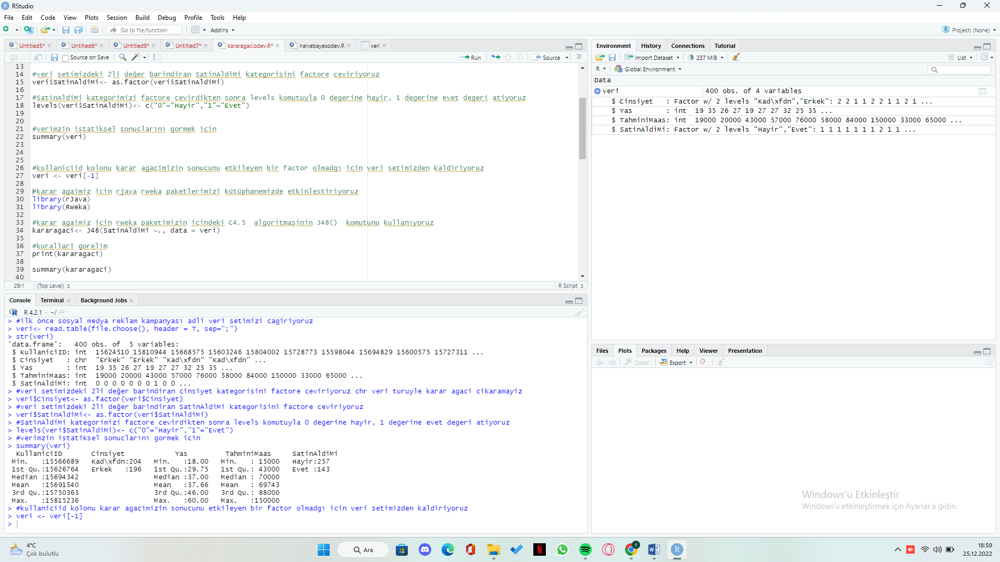 RStudio
File Edit Code View Plots Session Build Debug Profile Tools Help
Go to file/function
Addins
Project: (None)
Untitled5* Untitled6* Untitled9* Untitled7* kararagaciodev.R* naivebayesodev.R veri
Source on Save Run Source
13
14 #veri setimizdeki 2li değer barindiran SatinAldiMi kategorisini factore ceviriyoruz
15 veri$SatinAldiMi<- as.factor(veri$SatinAldiMi)
16
17 #SatinAldiMi kategorimizi factore cevirdikten sonra levels komutuyla 0 degerine hayir, 1 degerine evet degeri atiyoruz
18 levels(veri$SatinAldiMi)<- c("0"="Hayir","1"="Evet")
19
20
21 #verimzin istatiksel sonuclarını gormek icin
22 summary(veri)
23
24
25
26 #kullaniciid kolonu karar agacimizin sonucunu etkileyen bir factor olmadgı icin veri setimizden kaldiriyoruz
27 veri <- veri[-1]
28
29 #karar agaimiz icin rjava rweka paketlerimizi kütüphanemizde etkinlestiriyoruz
30 library(rJava)
31 library(RWeka)
32
33 #karar agaimiz icin rweka paketimizin icindeki C4.5  algoritmasinin J48()  komutunu kullanıyoruz
34 kararagaci<- J48(SatinAldiMi ~., data = veri)
35
36 #kurallari gorelim
37 print(kararagaci)
38
39 summary(kararagaci)
40
29:1 (Top Level) R Script
Console Terminal Background Jobs
R 4.2.1 · ~/
> #ilk önce sosyal medya reklam kampanyası adli veri setimizi cagiriyoruz
> veri<- read.table(file.choose(), header = T, sep=";")
> str(veri)
'data.frame':   400 obs. of  5 variables:
$ KullaniciID: int  15624510 15810944 15668575 15603246 15804002 15728773 15598044 15694829 15600575 15727311 ...
$ Cinsiyet   : chr  "Erkek" "Erkek" "Kad\xfdn" "Kad\xfdn" ...
$ Yas        : int  19 35 26 27 19 27 27 32 25 35 ...
$ TahminiMaas: int  19000 20000 43000 57000 76000 58000 84000 150000 33000 65000 ...
$ SatinAldiMi: int  0 0 0 0 0 0 0 1 0 0 ...
> #veri setimizdeki 2li değer barindiran cinsiyet kategorisini factore ceviriyoruz chr veri turuyle karar agaci cikaramayiz
> veri$Cinsiyet<- as.factor(veri$Cinsiyet)
> #veri setimizdeki 2li değer barindiran SatinAldiMi kategorisini factore ceviriyoruz
> veri$SatinAldiMi<- as.factor(veri$SatinAldiMi)
> #SatinAldiMi kategorimizi factore cevirdikten sonra levels komutuyla 0 degerine hayir, 1 degerine evet degeri atiyoruz
> levels(veri$SatinAldiMi)<- c("0"="Hayir","1"="Evet")
> #verimzin istatiksel sonuclarını gormek icin
> summary(veri)
KullaniciID Cinsiyet Yas TahminiMaas SatinAldiMi
Min.   :15566689   Kad\xfdn:204   Min.   :18.00   Min.   : 15000   Hayir:257
1st Qu.:15626764   Erkek   :196   1st Qu.:29.75   1st Qu.: 43000   Evet :143
Median :15694342   Median :37.00   Median : 70000
Mean   :15691540   Mean   :37.66   Mean   : 69743
3rd Qu.:15750363   3rd Qu.:46.00   3rd Qu.: 88000
Max.   :15815236   Max.   :60.00   Max.   :150000
> #kullaniciid kolonu karar agacimizin sonucunu etkileyen bir factor olmadgı icin veri setimizden kaldiriyoruz
> veri <- veri[-1]
>
Environment History Connections Tutorial
Import Dataset 237 MiB List
R Global Environment
Data
veri 400 obs. of 4 variables
$ Cinsiyet   : Factor w/ 2 levels "Kad\xfdn","Erkek": 2 2 1 1 2 2 1 1 2 1 ...
$ Yas        : int  19 35 26 27 19 27 27 32 25 35 ...
$ TahminiMaas: int  19000 20000 43000 57000 76000 58000 84000 150000 33000 65000 ...
$ SatinAldiMi: Factor w/ 2 levels "Hayir","Evet": 1 1 1 1 1 1 1 2 1 1 ...
Files Plots Packages Help Viewer Presentation
Zoom Export
Windows'u Etkinleştir
Windows'u etkinleştirmek için Ayarlar'a gidin.
4°C
Çok bulutlu
Ara
18:59
25.12.2022